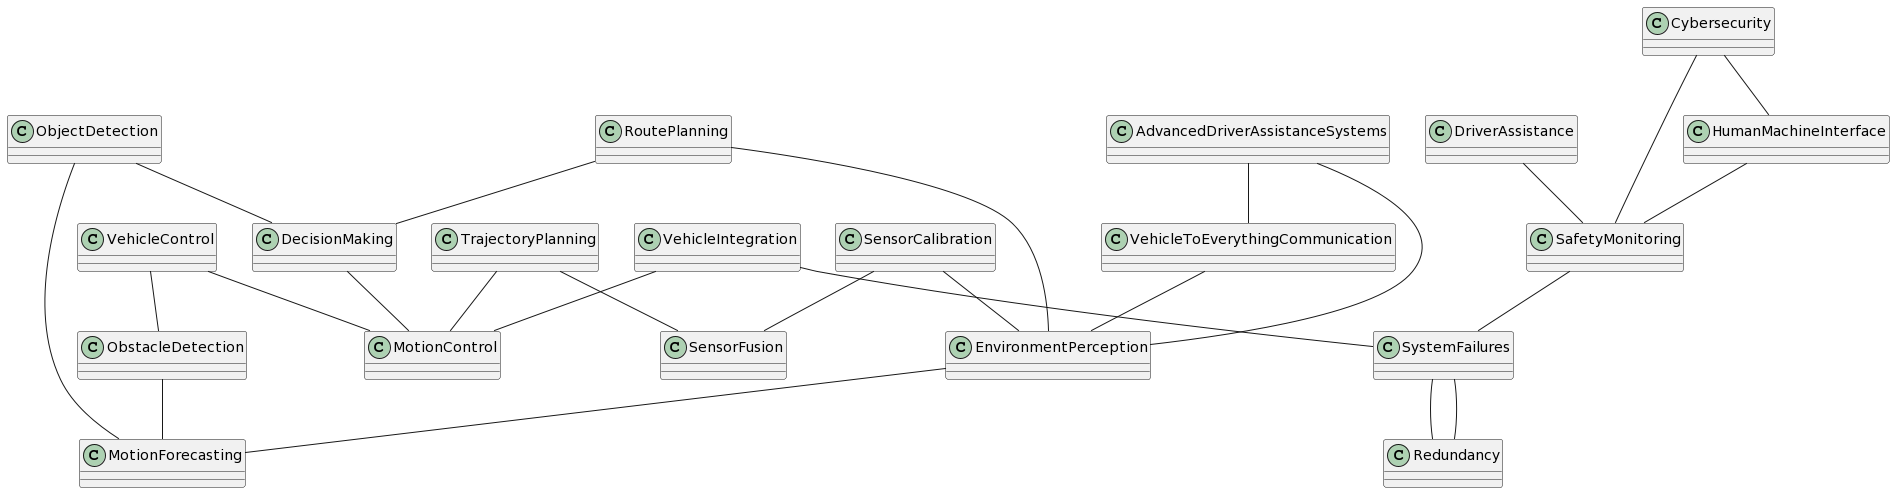 C Cybersecurity
C ObjectDetection
C RoutePlanning
C AdvancedDriverAssistanceSystems
C DriverAssistance
C HumanMachineInterface
C VehicleControl
C DecisionMaking
C TrajectoryPlanning
C VehicleIntegration
C SensorCalibration
C VehicleToEverythingCommunication
C SafetyMonitoring
C ObstacleDetection
C MotionControl
C SensorFusion
C EnvironmentPerception
C SystemFailures
C MotionForecasting
C Redundancy